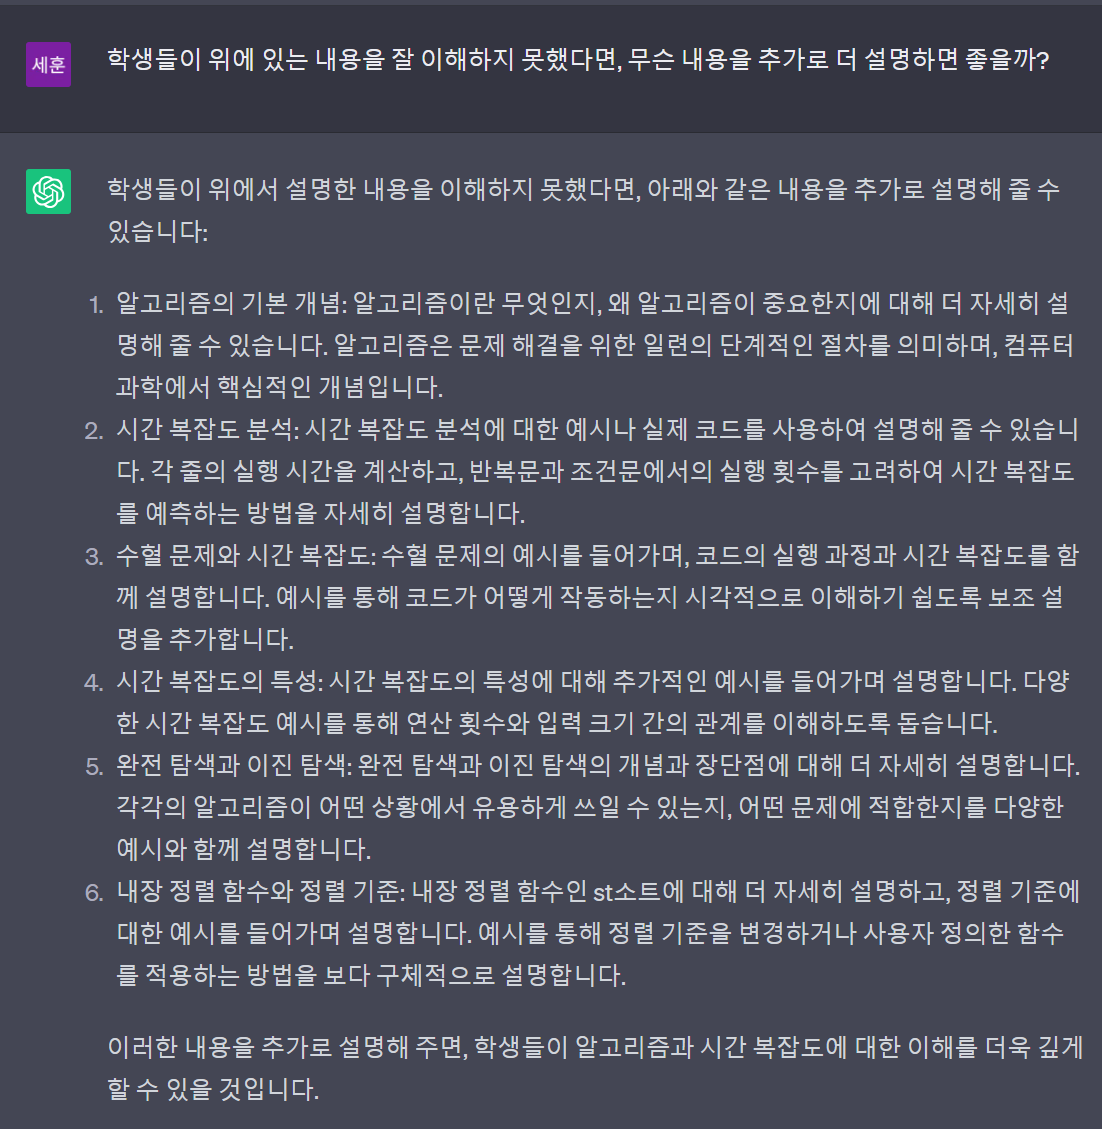 세훈
학생들이 위에 있는 내용을 잘 이해하지 못했다면, 무슨 내용을 추가로 더 설명하면 좋을까?
학생들이 위에서 설명한 내용을 이해하지 못했다면, 아래와 같은 내용을 추가로 설명해 줄 수
있습니다:
1. 알고리즘의 기본 개념: 알고리즘이란 무엇인지, 왜 알고리즘이 중요한지에 대해 더 자세히 설
명해 줄 수 있습니다. 알고리즘은 문제 해결을 위한 일련의 단계적인 절차를 의미하며, 컴퓨터
과학에서 핵심적인 개념입니다.
2. 시간 복잡도 분석: 시간 복잡도 분석에 대한 예시나 실제 코드를 사용하여 설명해 줄 수 있습니
다. 각 줄의 실행 시간을 계산하고, 반복문과 조건문에서의 실행 횟수를 고려하여 시간 복잡도
를 예측하는 방법을 자세히 설명합니다.
3. 수혈 문제와 시간 복잡도: 수혈 문제의 예시를 들어가며, 코드의 실행 과정과 시간 복잡도를 함
께 설명합니다. 예시를 통해 코드가 어떻게 작동하는지 시각적으로 이해하기 쉽도록 보조 설
명을 추가합니다.
4. 시간 복잡도의 특성: 시간 복잡도의 특성에 대해 추가적인 예시를 들어가며 설명합니다. 다양
한 시간 복잡도 예시를 통해 연산 횟수와 입력 크기 간의 관계를 이해하도록 돕습니다.
5. 완전 탐색과 이진 탐색: 완전 탐색과 이진 탐색의 개념과 장단점에 대해 더 자세히 설명합니다.
각각의 알고리즘이 어떤 상황에서 유용하게 쓰일 수 있는지, 어떤 문제에 적합한지를 다양한
예시와 함께 설명합니다.
6. 내장 정렬 함수와 정렬 기준: 내장 정렬 함수인 st소트에 대해 더 자세히 설명하고, 정렬 기준에
대한 예시를 들어가며 설명합니다. 예시를 통해 정렬 기준을 변경하거나 사용자 정의한 함수
를 적용하는 방법을 보다 구체적으로 설명합니다.
이러한 내용을 추가로 설명해 주면, 학생들이 알고리즘과 시간 복잡도에 대한 이해를 더욱 깊게
할 수 있을 것입니다.